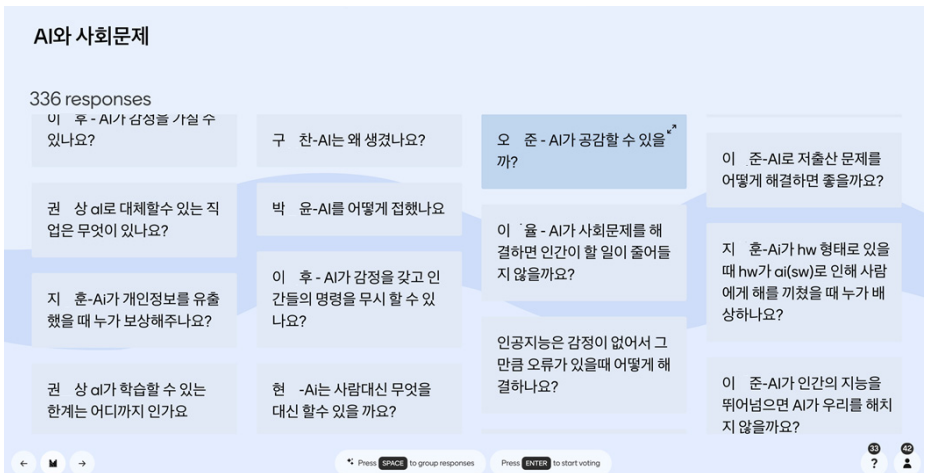 AI와 사회문제
336 responses
이 후 - AI가 감정을 가질 수
있나요?
권 상 aI로 대체할수 있는 직
업은 무엇이 있나요?
지 훈-Ai가 개인정보를 유출
했을 때 누가 보상해주나요?
권 상 aI가 학습할 수 있는
한계는 어디까지 인가요
구 찬-AI는 왜 생겼나요?
박 윤-AI를 어떻게 접했나요
이 후 - AI가 감정을 갖고 인
간들의 명령을 무시 할 수 있
나요?
현 -Ai는 사람대신 무엇을
대신 할수 있을 까요?
오 준 - AI가 공감할 수 있을
까?
이 율 - AI가 사회문제를 해
결하면 인간이 할 일이 줄어들
지 않을까요?
인공지능은 감정이 없어서 그
만큼 오류가 있을때 어떻게 해
결하나요?
이 준-AI로 저출산 문제를
어떻게 해결하면 좋을까요?
지 훈-Ai가 hw 형태로 있을
때 hw가 ai(sw)로 인해 사람
에게 해를 끼쳤을 때 누가 배
상하나요?
이 준-AI가 인간의 지능을
뛰어넘으면 AI가 우리를 해치
지 않을까요?
Press SPACE to group responses
Press ENTER to start voting
33
?
42